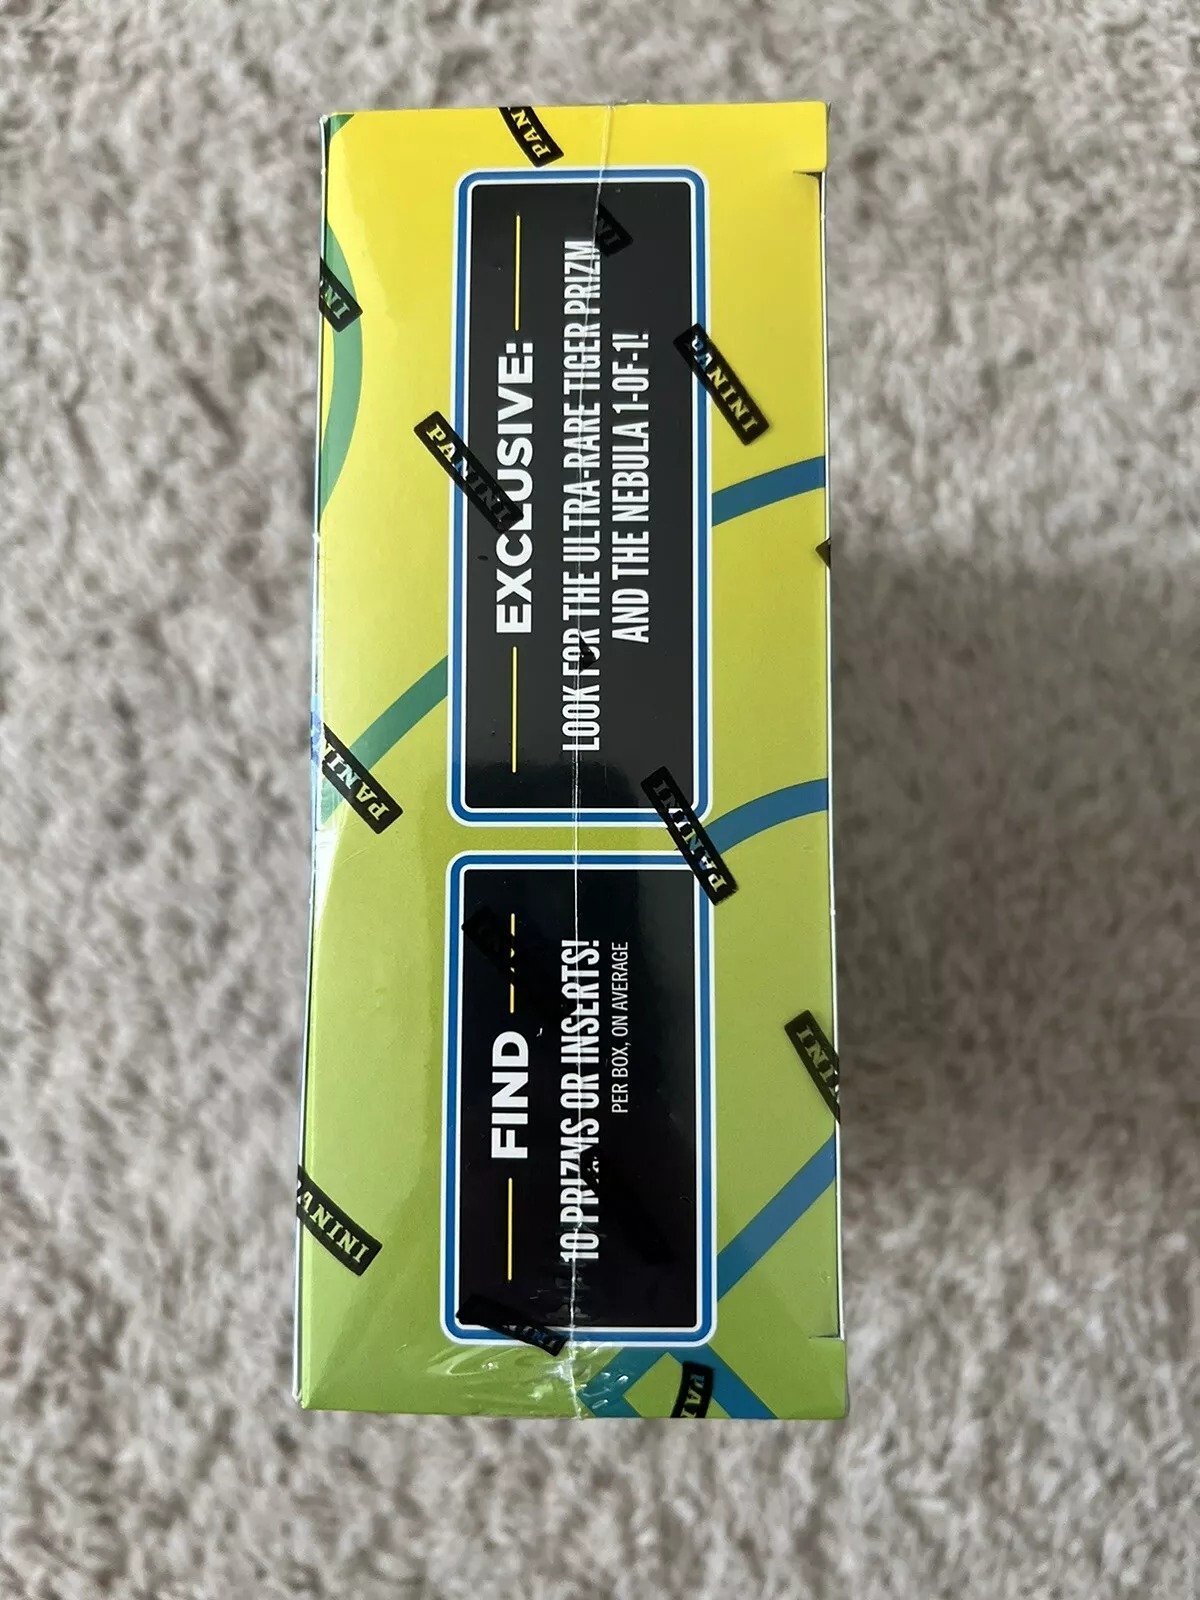 FIND
10 PRIZMS OR INSERTS!
PER BOX, ON AVERAGE
EXCLUSIVE:
LOOK FOR THE ULTRA-RARE TIGER PRIZM
AND THE NEBULA 1-OF-1!
PANINI
PANINI
PANINI
PANINI
PANINI